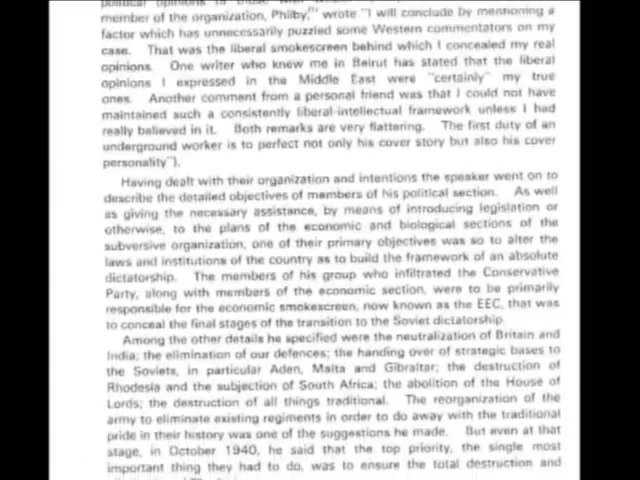 political opinions to those
member of the organization, Philby," wrote "I will conclude by mentioning a
factor which has unnecessarily puzzled some Western commentators on my
case. That was the liberal smokescreen behind which I concealed my real
opinions. One writer who knew me in Beirut has stated that the liberal
opinions I expressed in the Middle East were "certainly" my true
ones. Another comment from a personal friend was that I could not have
maintained such a consistently liberal-intellectual framework unless I had
really believed in it. Both remarks are very flattering. The first duty of an
underground worker is to perfect not only his cover story but also his cover
personality").
Having dealt with their organization and intentions the speaker went on to
describe the detailed objectives of members of his political section. As well
as giving the necessary assistance, by means of introducing legislation or
otherwise, to the plans of the economic and biological sections of the
subversive organization, one of their primary objectives was so to alter the
laws and institutions of the country as to build the framework of an absolute
dictatorship. The members of his group who infiltrated the Conservative
Party, along with members of the economic section, were to be primarily
responsible for the economic smokescreen, now known as the EEC, that was
to conceal the final stages of the transition to the Soviet dictatorship.
Among the other details he specified were the neutralization of Britain and
India; the elimination of our defences; the handing over of strategic bases to
the Soviets, in particular Aden, Malta and Gibraltar; the destruction of
Rhodesia and the subjection of South Africa; the abolition of the House of
Lords; the destruction of all things traditional. The reorganization of the
army to eliminate existing regiments in order to do away with the traditional
pride in their history was one of the suggestions he made. But even at that
stage, in October 1940, he said that the top priority, the single most
important thing they had to do, was to ensure the total destruction and